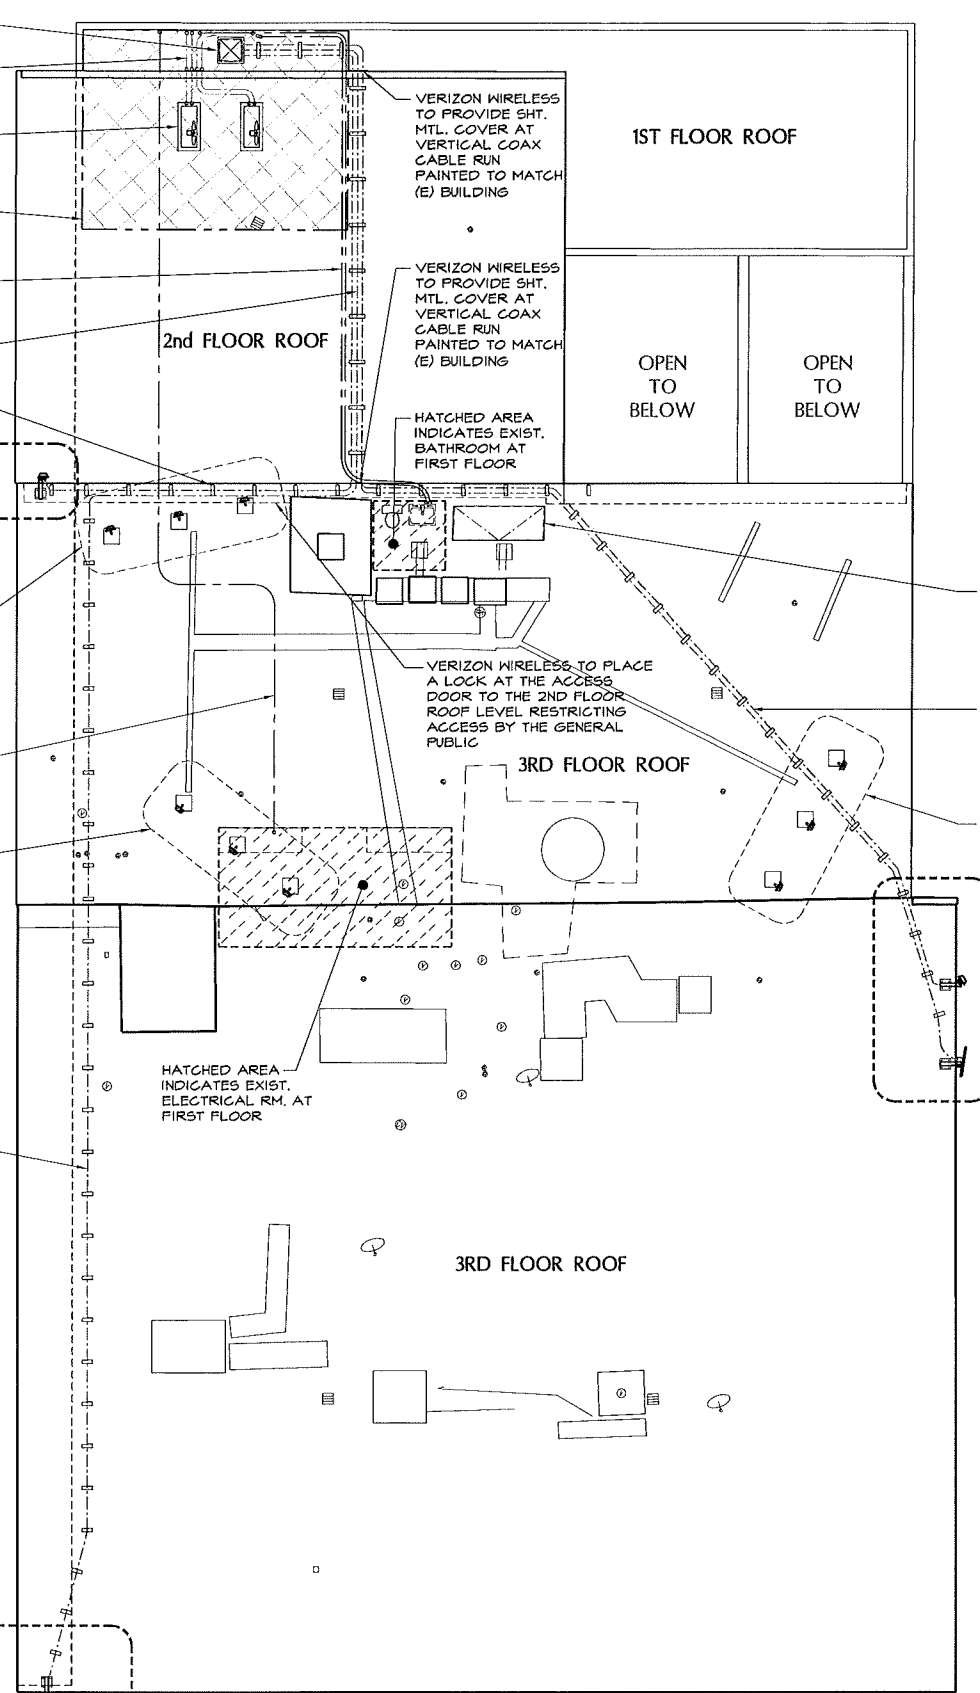 VERIZON WIRELESS
TO PROVIDE SHT.
MTL. COVER AT
VERTICAL COAX
CABLE RUN
PAINTED TO MATCH
(E) BUILDING
1ST FLOOR ROOF
VERIZON WIRELESS
TO PROVIDE SHT.
MTL. COVER AT
VERTICAL COAX
CABLE RUN
PAINTED TO MATCH
(E) BUILDING
2nd FLOOR ROOF
OPEN
TO
BELOW
OPEN
TO
BELOW
HATCHED AREA
INDICATES EXIST.
BATHROOM AT
FIRST FLOOR
VERIZON WIRELESS TO PLACE
A LOCK AT THE ACCESS
DOOR TO THE 2ND FLOOR
ROOF LEVEL RESTRICTING
ACCESS BY THE GENERAL
PUBLIC
3RD FLOOR ROOF
HATCHED AREA
INDICATES EXIST.
ELECTRICAL RM. AT
FIRST FLOOR
3RD FLOOR ROOF